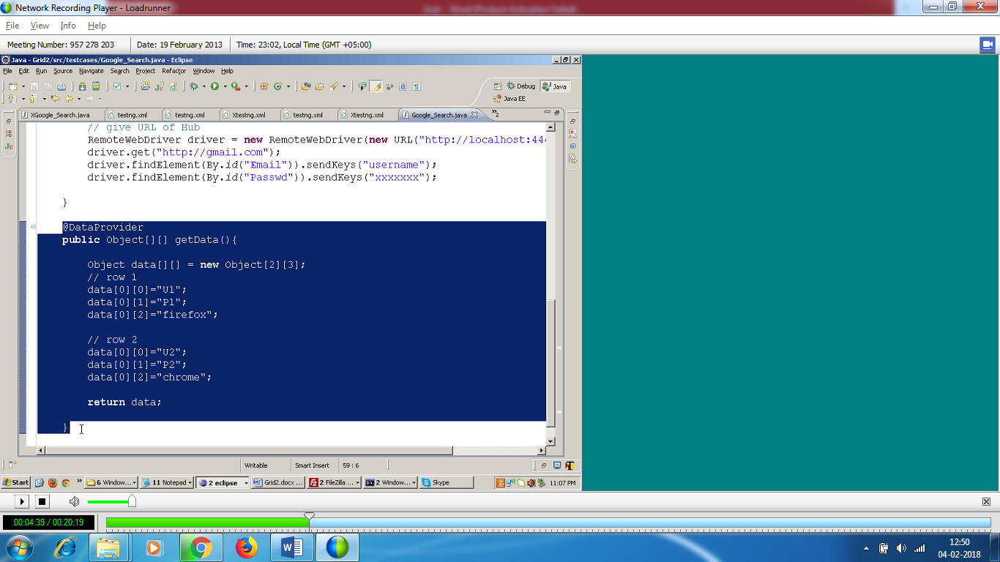 Network Recording Player - Loadrunner
File View Info Help
Meeting Number: 957 278 203 Date: 19 February 2013 Time: 23:02, Local Time (GMT +05:00)
Java - Grid2/src/testcases/Google_Search.java - Eclipse
File Edit Run Source Navigate Search Project Refactor Window Help
Debug Java
Java EE
XGoogle_Search.java testng.xml testng.xml Xtestng.xml testng.xml Xtestng.xml Google_Search.java »2
// give URL of Hub
RemoteWebDriver driver = new RemoteWebDriver(new URL("http://localhost:444
driver.get("http://gmail.com");
driver.findElement(By.id("Email")).sendKeys("username");
driver.findElement(By.id("Passwd")).sendKeys("xxxxxxx");
}
@DataProvider
public Object[][] getData(){
Object data[][] = new Object[2][3];
// row 1
data[0][0]="U1";
data[0][1]="P1";
data[0][2]="firefox";
// row 2
data[0][0]="U2";
data[0][1]="P2";
data[0][2]="chrome";
return data;
}
Writable Smart Insert 59 : 6
Start » 6 Window... 11 Notepad 2 eclipse Grid2.docx ... 2 FileZilla ... 2 Window... Skype 11:07 PM
00:04:39 / 00:20:19
12:50
04-02-2018